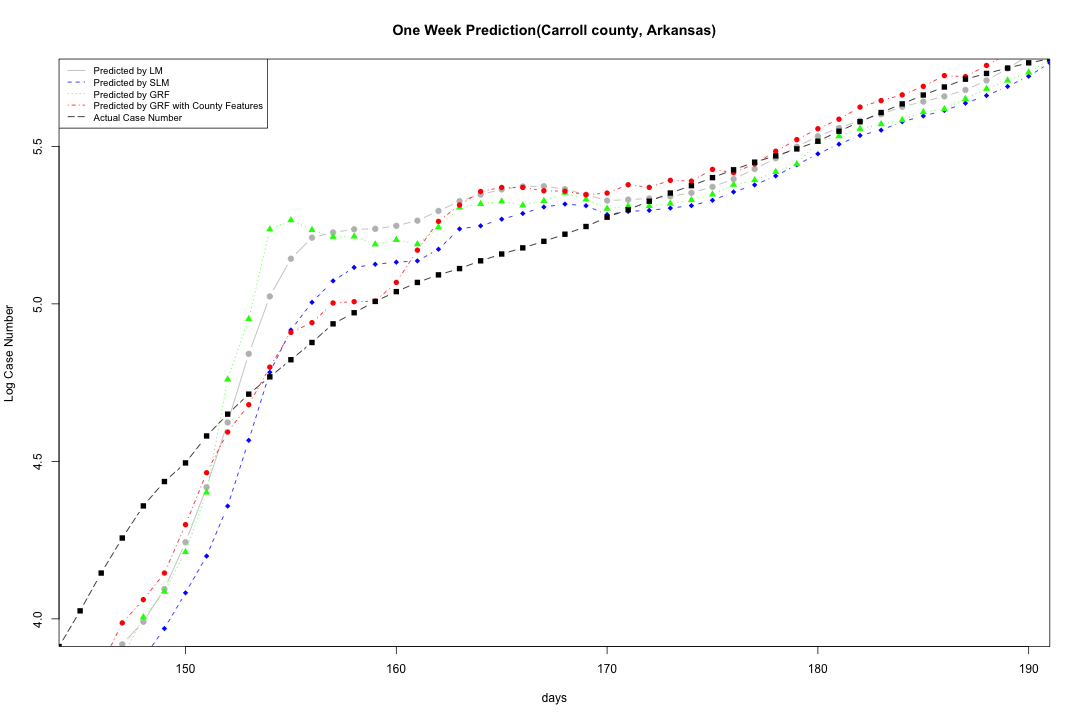 One Week Prediction(Carroll county, Arkansas)
Predicted by LM
Predicted by SLM
Predicted by GRF
Predicted by GRF with County Features
Actual Case Number
Log Case Number
5.5
5.0
4.5
4.0
150 160 170 180 190
days